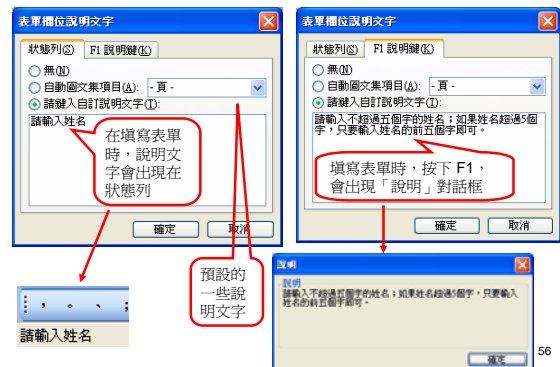 表單欄位說明文字
狀態列(S) F1 說明鍵(K)
無(N)
自動圖文集項目(A): - 頁 -
請鍵入自訂說明文字(T):
請輸入姓名
在填寫表單
時，說明文
字會出現在
狀態列
確定 取消
預設的
一些說
明文字
， 。 、 ；
請輸入姓名
表單欄位說明文字
狀態列(S) F1 說明鍵(K)
無(N)
自動圖文集項目(A): - 頁 -
請鍵入自訂說明文字(T):
請輸入不超過五個字的姓名；如果姓名超過5個
字，只要輸入姓名的前五個字即可。
填寫表單時，按下 F1，
會出現「說明」對話框
確定 取消
說明
說明
請輸入不超過五個字的姓名；如果姓名超過5個字，只要輸入
姓名的前五個字即可。
確定
56